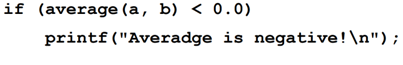 if (average(a, b) < 0.0)
    printf("Averadge is negative!\n");